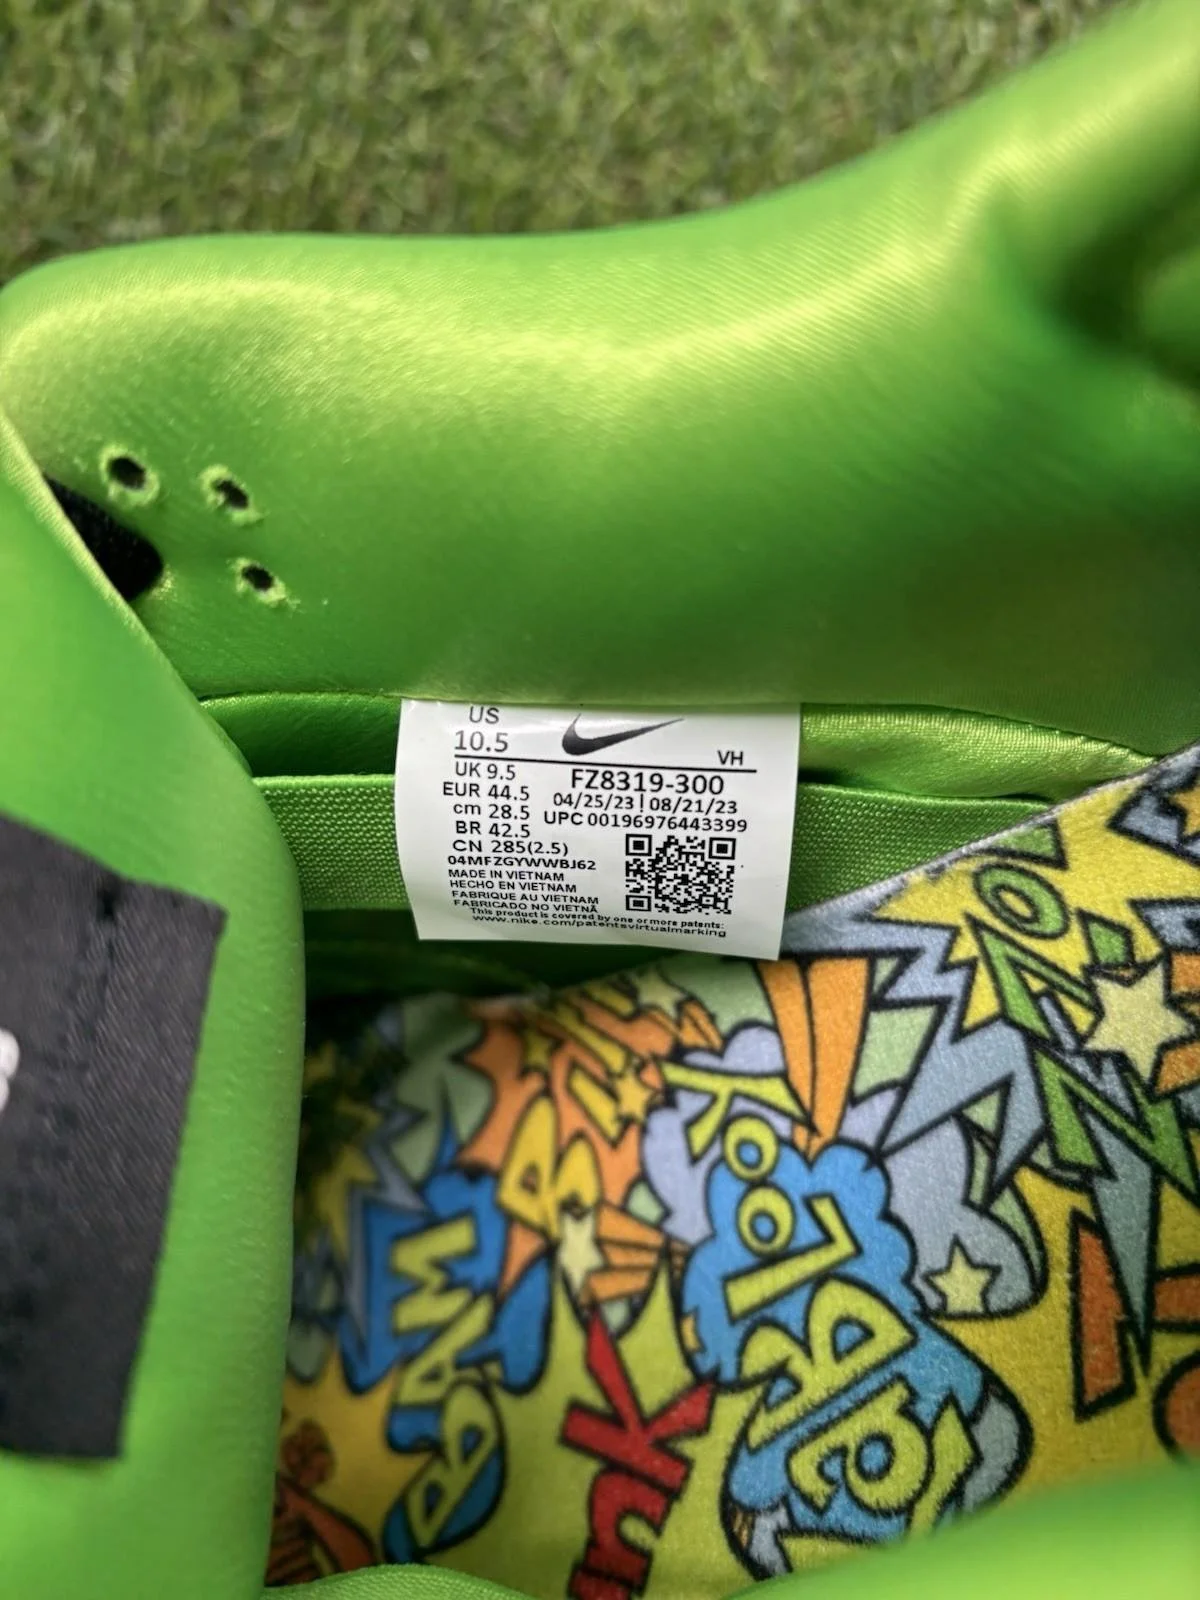 US
10.5
VH
UK 9.5
FZ8319-300
EUR 44.5
04/25/23|08/21/23
cm 28.5
UPC 00196976443399
BR 42.5
CN 285(2.5)
04MFZGYWWBJ62
MADE IN VIETNAM
HECHO EN VIETNAM
FABRIQUE AU VIETNAM
FABRICADO NO VIETNÃ
This product is covered by one or more patents:
www.nike.com/patentsvirtualmarking
BAM